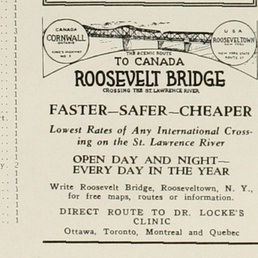 CANADA
CORNWALL
ONTARIO
KING'S HIGHWAY
NO 2
U S A
ROOSEVELTOWN
NEW YORK
STATE
ROUTE 37
THE SCENIC ROUTE
TO CANADA
ROOSEVELT BRIDGE
CROSSING THE ST. LAWRENCE RIVER
FASTER—SAFER—CHEAPER
Lowest Rates of Any International Cross-
ing on the St. Lawrence River
OPEN DAY AND NIGHT—
EVERY DAY IN THE YEAR
Write Roosevelt Bridge, Rooseveltown, N. Y.,
for free maps, routes or information.
DIRECT ROUTE TO DR. LOCKE'S
CLINIC
Ottawa, Toronto, Montreal and Quebec